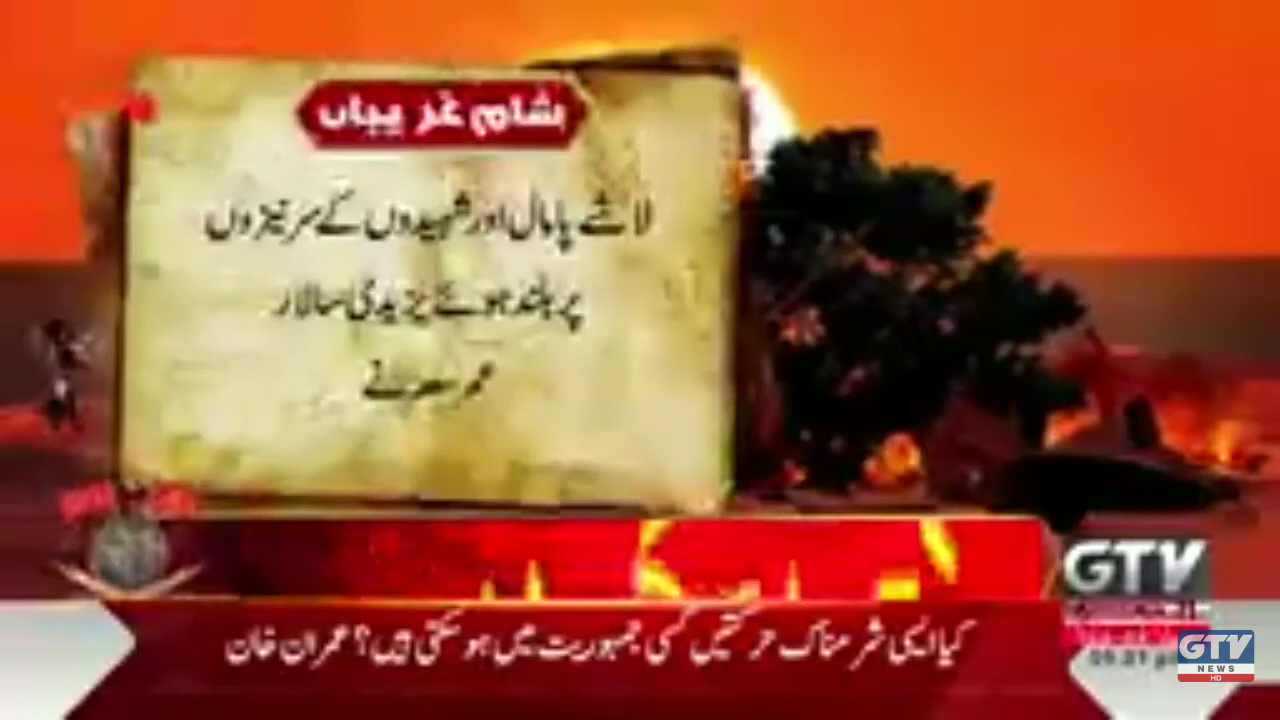 شام غریباں
لاشے پامال اور شہیدوں کے سر نیزوں
پر بلند ہوئے یزیدی سالار
عمر سعد نے
GTV
کیا ایسی شرمناک حرکتیں کسی جمہوریت میں ہو سکتی ہیں؟ عمران خان
GTV
NEWS
HD